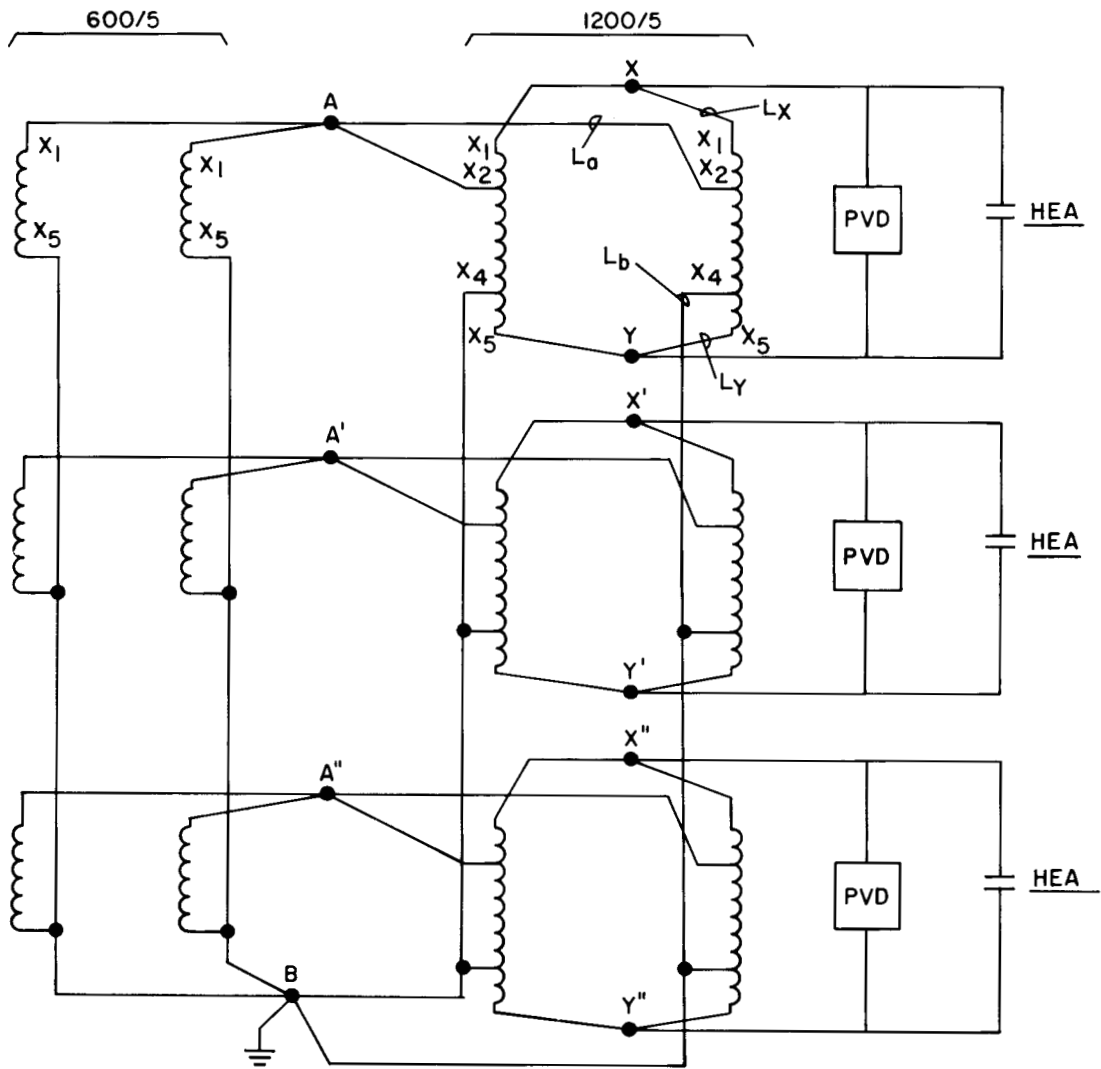 600/5
1200/5
X
A
LX
X1
X1
X1
X1
La
X2
X2
X5
X5
PVD
HEA
Lb
X4
X4
X5
Y
X5
LY
X'
A'
PVD
HEA
Y'
X"
A"
PVD
HEA
B
Y"